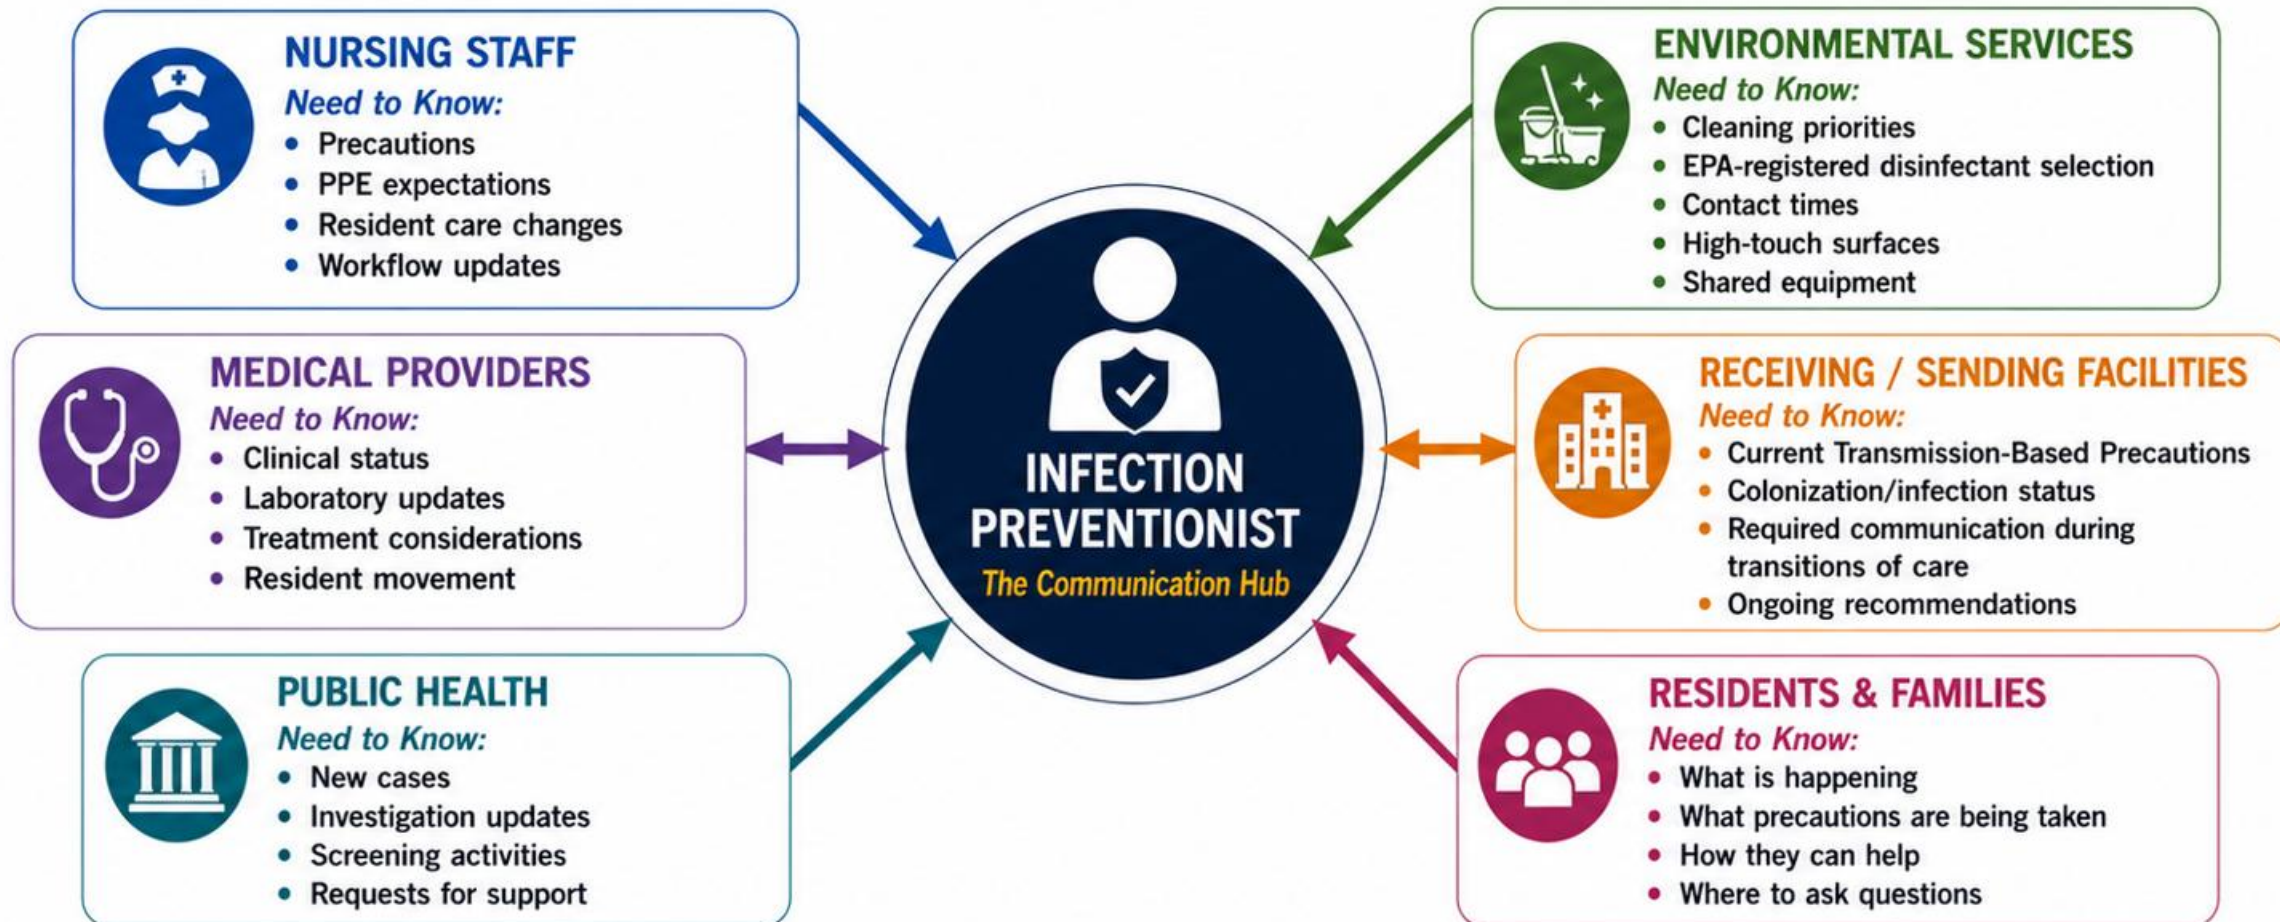 NURSING STAFF
Need to Know:
• Precautions
• PPE expectations
• Resident care changes
• Workflow updates
MEDICAL PROVIDERS
Need to Know:
• Clinical status
• Laboratory updates
• Treatment considerations
• Resident movement
PUBLIC HEALTH
Need to Know:
• New cases
• Investigation updates
• Screening activities
• Requests for support
INFECTION
PREVENTIONIST
The Communication Hub
ENVIRONMENTAL SERVICES
Need to Know:
• Cleaning priorities
• EPA-registered disinfectant selection
• Contact times
• High-touch surfaces
• Shared equipment
RECEIVING / SENDING FACILITIES
Need to Know:
• Current Transmission-Based Precautions
• Colonization/infection status
• Required communication during
transitions of care
• Ongoing recommendations
RESIDENTS & FAMILIES
Need to Know:
• What is happening
• What precautions are being taken
• How they can help
• Where to ask questions